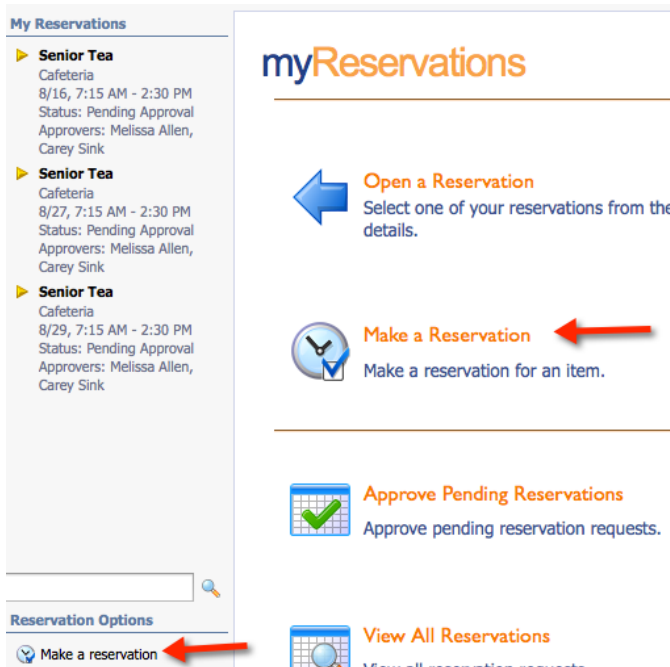 My Reservations
Senior Tea
Cafeteria
8/16, 7:15 AM - 2:30 PM
Status: Pending Approval
Approvers: Melissa Allen,
Carey Sink
Senior Tea
Cafeteria
8/27, 7:15 AM - 2:30 PM
Status: Pending Approval
Approvers: Melissa Allen,
Carey Sink
Senior Tea
Cafeteria
8/29, 7:15 AM - 2:30 PM
Status: Pending Approval
Approvers: Melissa Allen,
Carey Sink
Reservation Options
Make a reservation
myReservations
Open a Reservation
Select one of your reservations from the
details.
Make a Reservation
Make a reservation for an item.
Approve Pending Reservations
Approve pending reservation requests.
View All Reservations
View all reservation requests